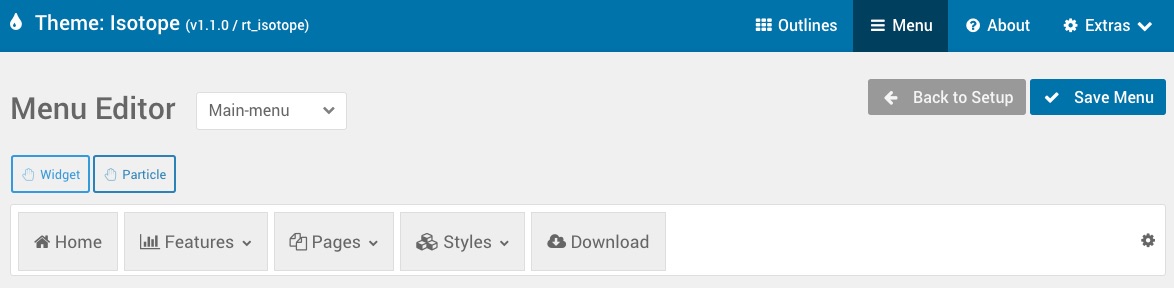 Theme: Isotope (v1.1.0 / rt_isotope) Outlines Menu About Extras
Menu Editor Main-menu Back to Setup Save Menu
Widget Particle
Home Features Pages Styles Download